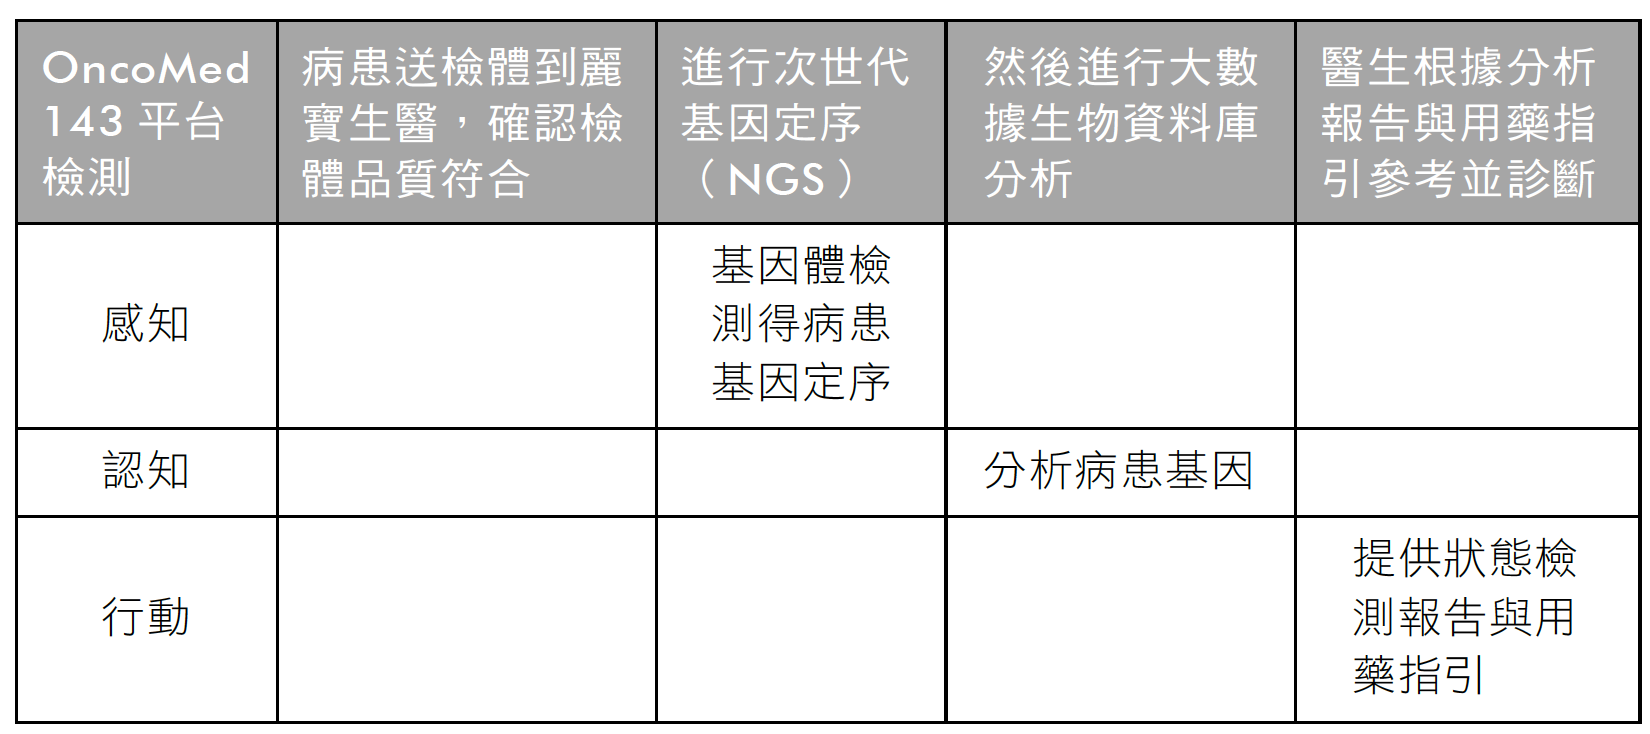 OncoMed
143 平台
檢測
病患送檢體到麗
寶生醫，確認檢
體品質符合
進行次世代
基因定序
（NGS）
然後進行大數
據生物資料庫
分析
醫生根據分析
報告與用藥指
引參考並診斷
感知
基因體檢
測得病患
基因定序
認知
分析病患基因
行動
提供狀態檢
測報告與用
藥指引